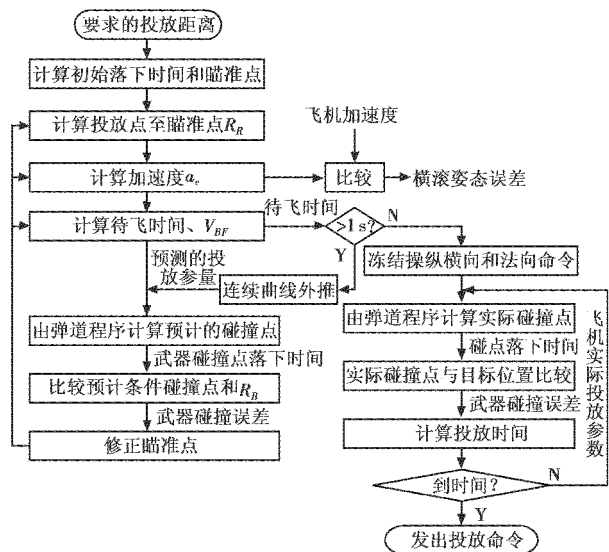 要求的投放距离
计算初始落下时间和瞄准点
计算投放点至瞄准点R_R
飞机加速度
计算加速度a_c
比较
横滚姿态误差
计算待飞时间、V_BF
待飞时间
>1 s?
N
Y
预测的投
放参量
连续曲线外推
冻结操纵横向和法向命令
由弹道程序计算预计的碰撞点
武器碰撞点落下时间
比较预计条件碰撞点和R_B
武器碰撞误差
修正瞄准点
由弹道程序计算实际碰撞点
碰点落下时间
实际碰撞点与目标位置比较
武器碰撞误差
计算投放时间
飞机实际投放参数
到时间?
N
Y
发出投放命令